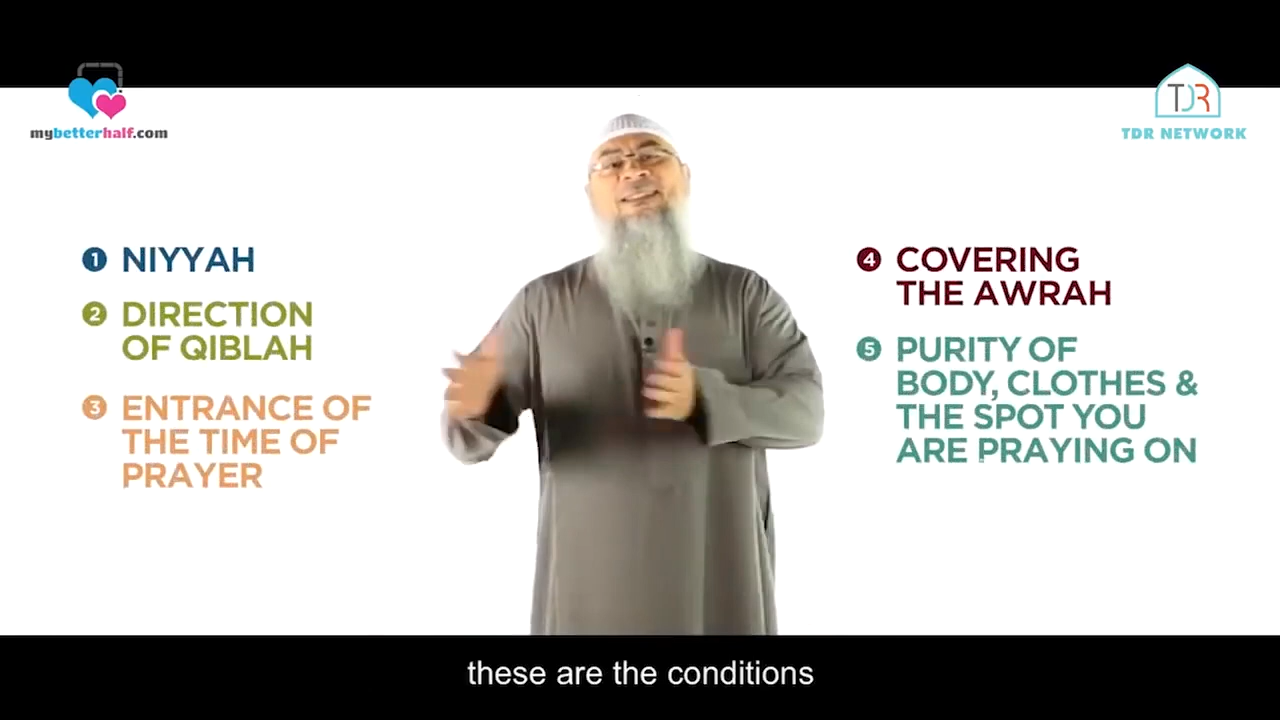 mybetterhalf.com
TDR
TDR NETWORK
1 NIYYAH
2 DIRECTION
OF QIBLAH
3 ENTRANCE OF
THE TIME OF
PRAYER
4 COVERING
THE AWRAH
5 PURITY OF
BODY, CLOTHES &
THE SPOT YOU
ARE PRAYING ON
these are the conditions